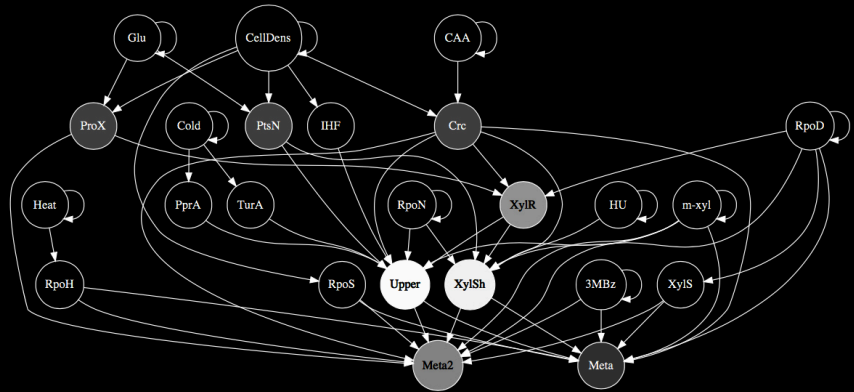 Glu
CellDens
CAA
ProX
Cold
PtsN
IHF
Crc
RpoD
Heat
PprA
TurA
RpoN
XylR
HU
m-xyl
RpoH
RpoS
Upper
XylSh
3MBz
XylS
Meta2
Meta